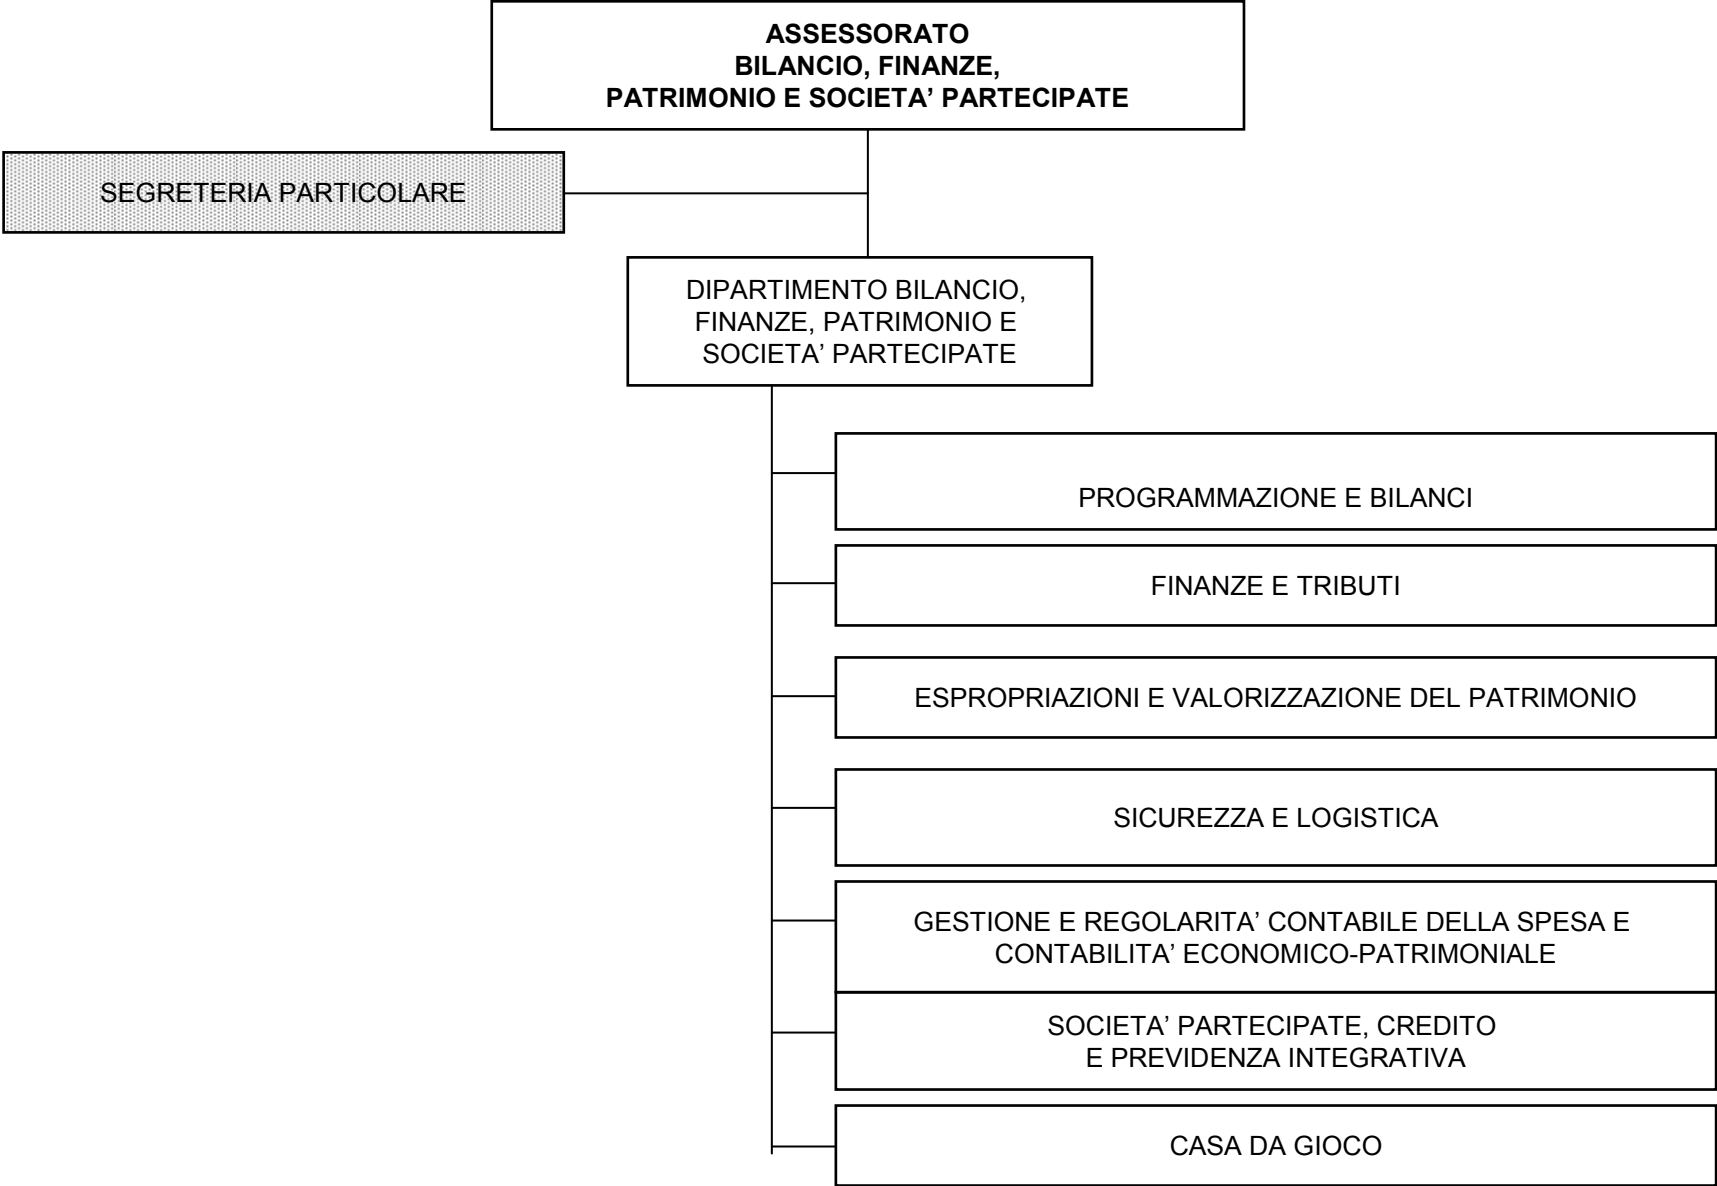 ASSESSORATO
BILANCIO, FINANZE,
PATRIMONIO E SOCIETA’ PARTECIPATE
SEGRETERIA PARTICOLARE
DIPARTIMENTO BILANCIO,
FINANZE, PATRIMONIO E
SOCIETA’ PARTECIPATE
PROGRAMMAZIONE E BILANCI
FINANZE E TRIBUTI
ESPROPRIAZIONI E VALORIZZAZIONE DEL PATRIMONIO
SICUREZZA E LOGISTICA
GESTIONE E REGOLARITA’ CONTABILE DELLA SPESA E
CONTABILITA’ ECONOMICO-PATRIMONIALE
SOCIETA’ PARTECIPATE, CREDITO
E PREVIDENZA INTEGRATIVA
CASA DA GIOCO